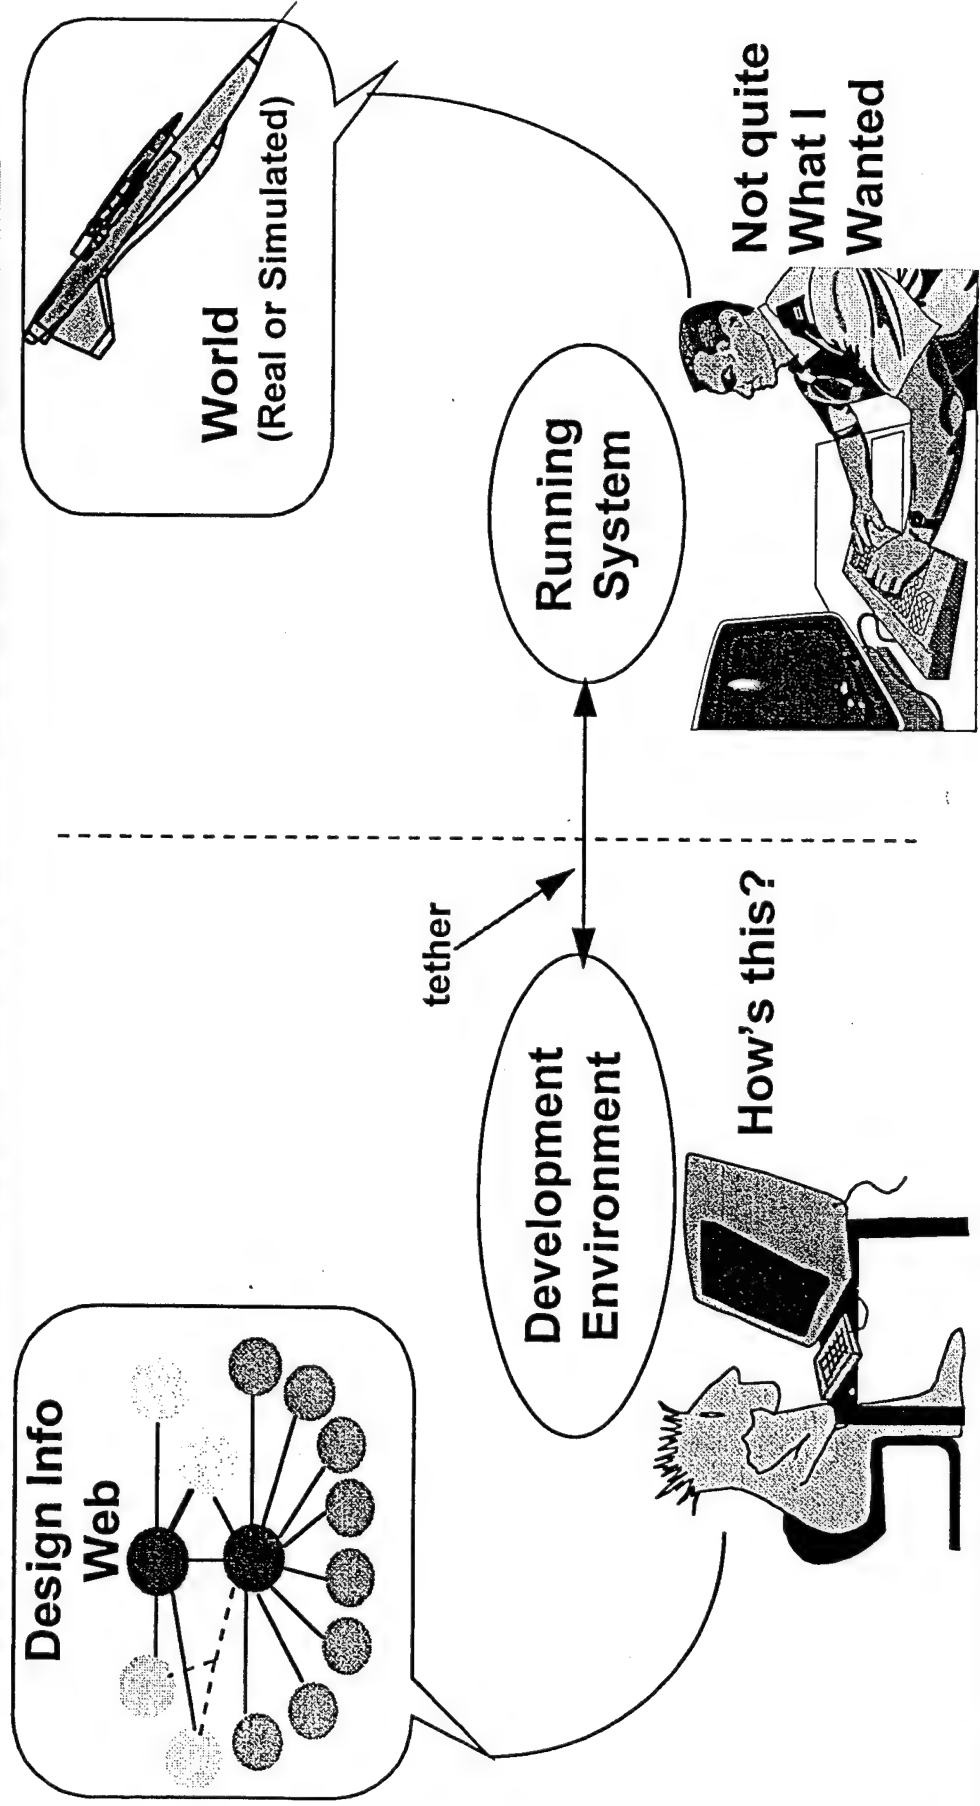 Design Info
Web
World
(Real or Simulated)
tether
Development
Environment
Running
System
How's this?
Not quite
What I
Wanted